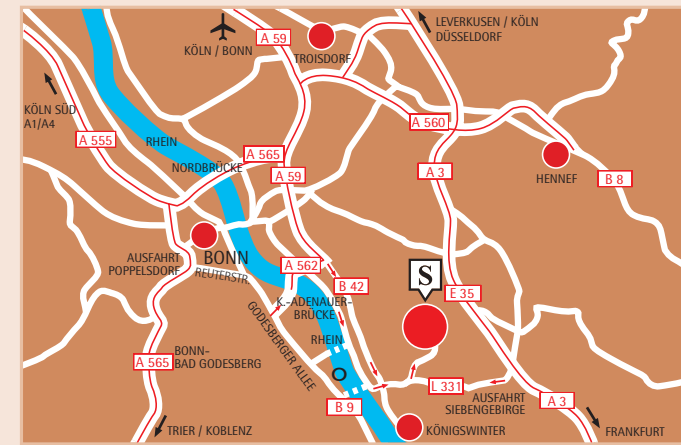 LEVERKUSEN / KÖLN
DÜSSELDORF
A 59
KÖLN / BONN
TROISDORF
KÖLN SÜD
A1/A4
A 560
A 555
RHEIN
A 565
NORDBRÜCKE
A 59
A 3
HENNEF
B 8
BONN
AUSFAHRT
POPPELSDORF
REUTERSTR.
A 562
S
B 42
E 35
K.-ADENAUER-
BRÜCKE
GODESBERGER ALLEE
RHEIN
BONN-
BAD GODESBERG
A 565
L 331
B 9
AUSFAHRT
SIEBENGEBIRGE
A 3
TRIER / KOBLENZ
KÖNIGSWINTER
FRANKFURT